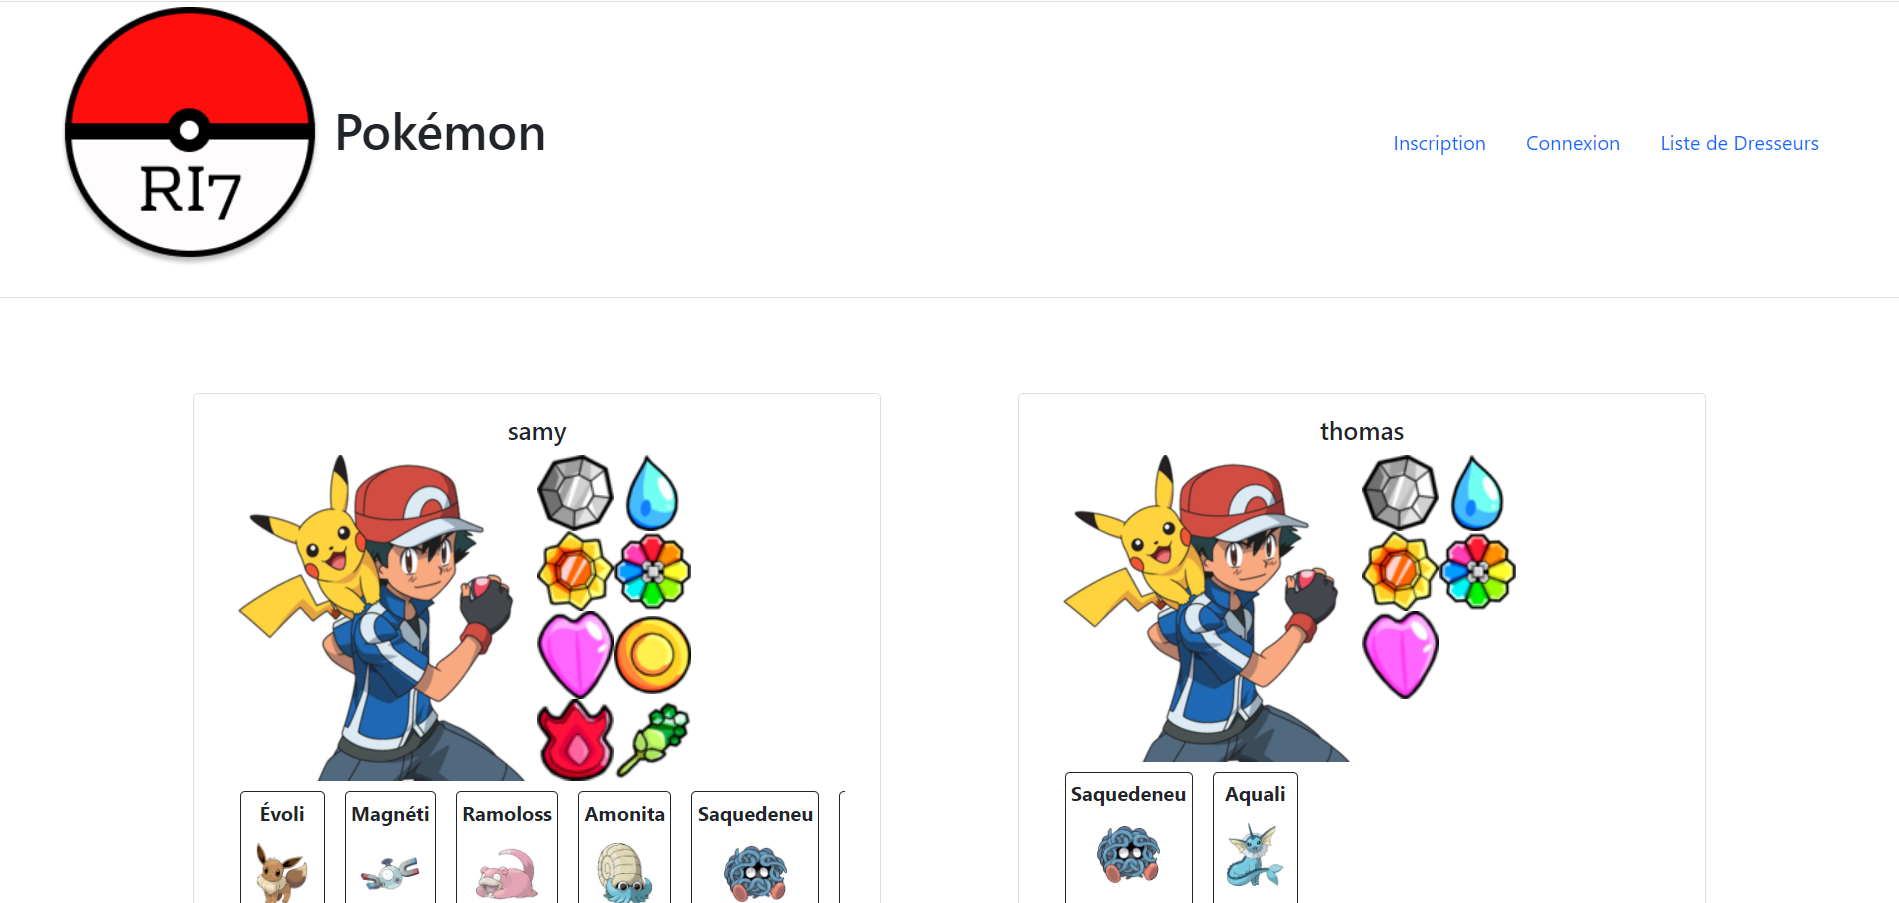 RI7
Pokémon
Inscription
Connexion
Liste de Dresseurs
samy
Évoli
Magnéti
Ramoloss
Amonita
Saquedeneu
thomas
Saquedeneu
Aquali